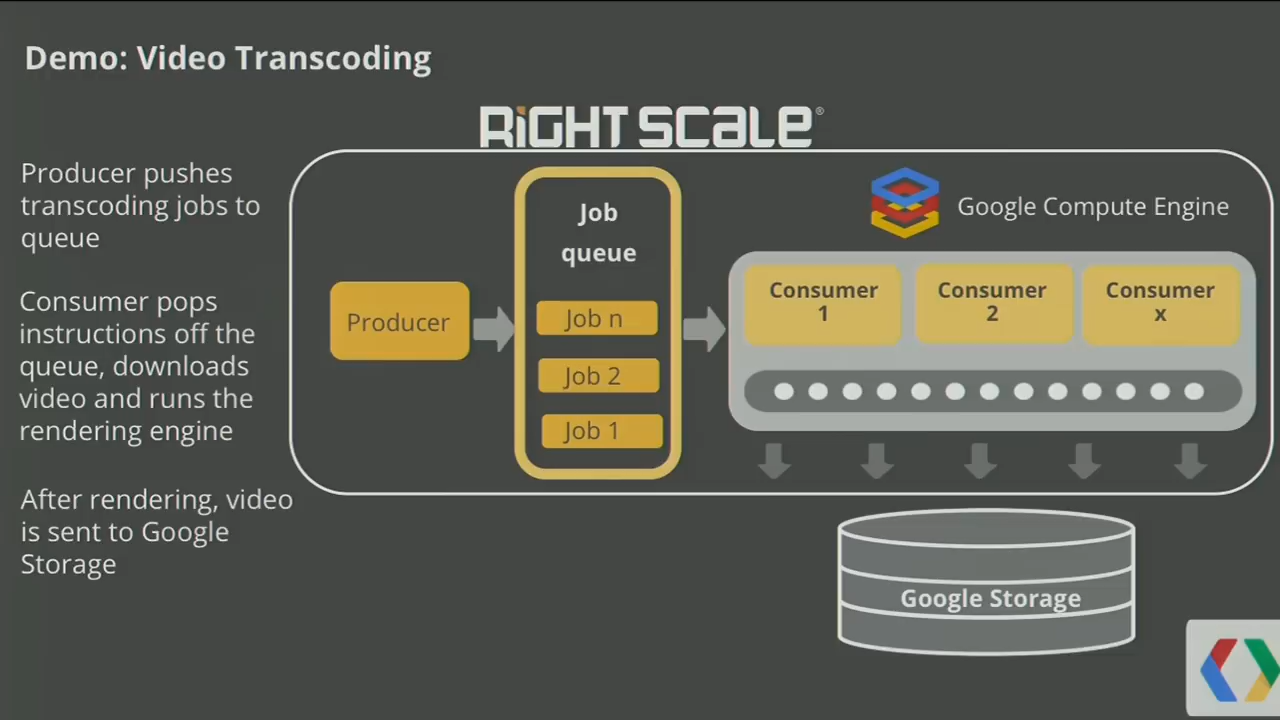 Demo: Video Transcoding
RiGHT SCALE®
Producer pushes
transcoding jobs to
queue
Consumer pops
instructions off the
queue, downloads
video and runs the
rendering engine
After rendering, video
is sent to Google
Storage
Producer
Job
queue
Job n
Job 2
Job 1
Google Compute Engine
Consumer
1
Consumer
2
Consumer
x
Google Storage